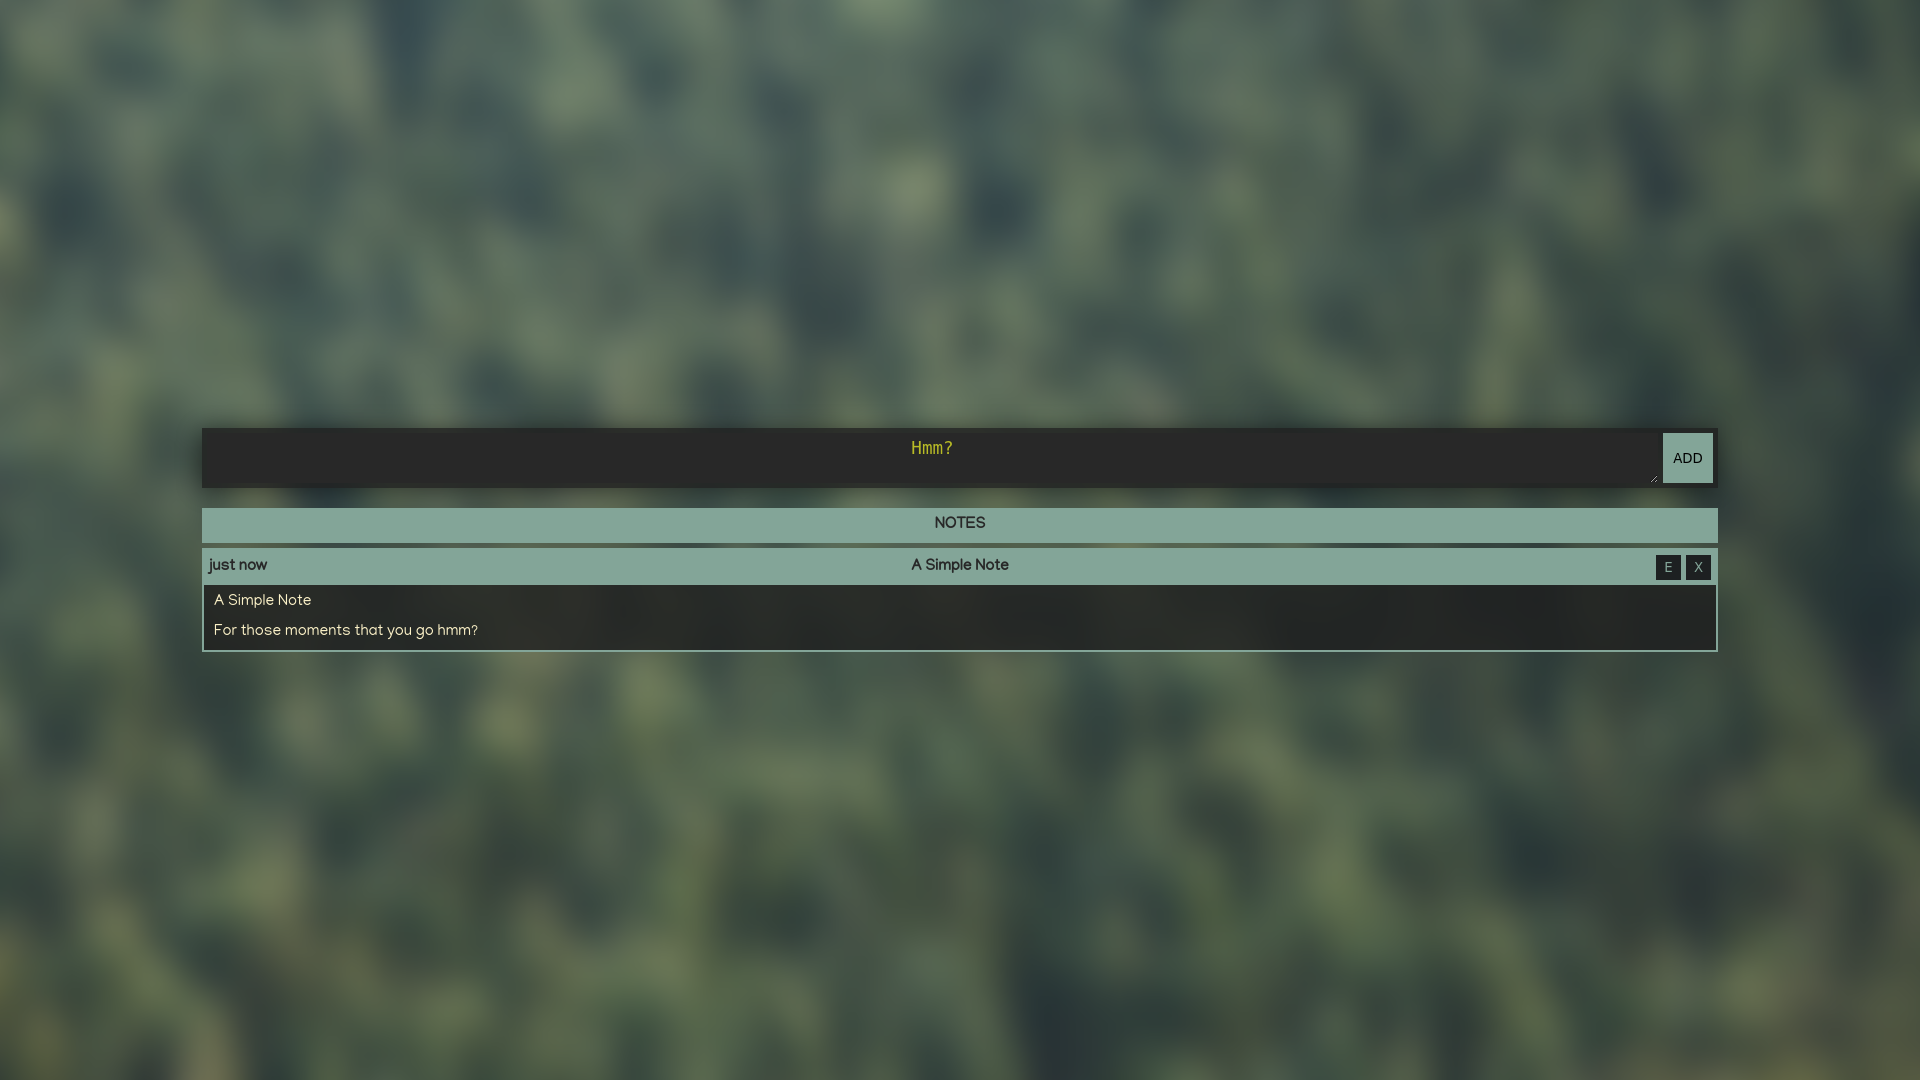 Hmm?
ADD
NOTES
just now A Simple Note E X
A Simple Note
For those moments that you go hmm?